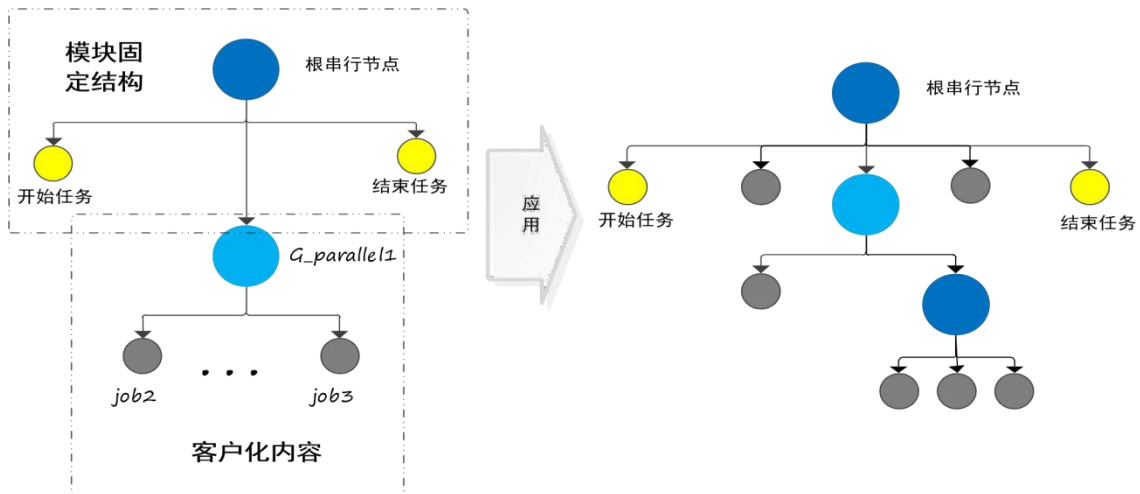 模块固
定结构
根串行节点
开始任务
结束任务
G_parallel1
job2
...
job3
客户化内容
应
用
根串行节点
开始任务
结束任务